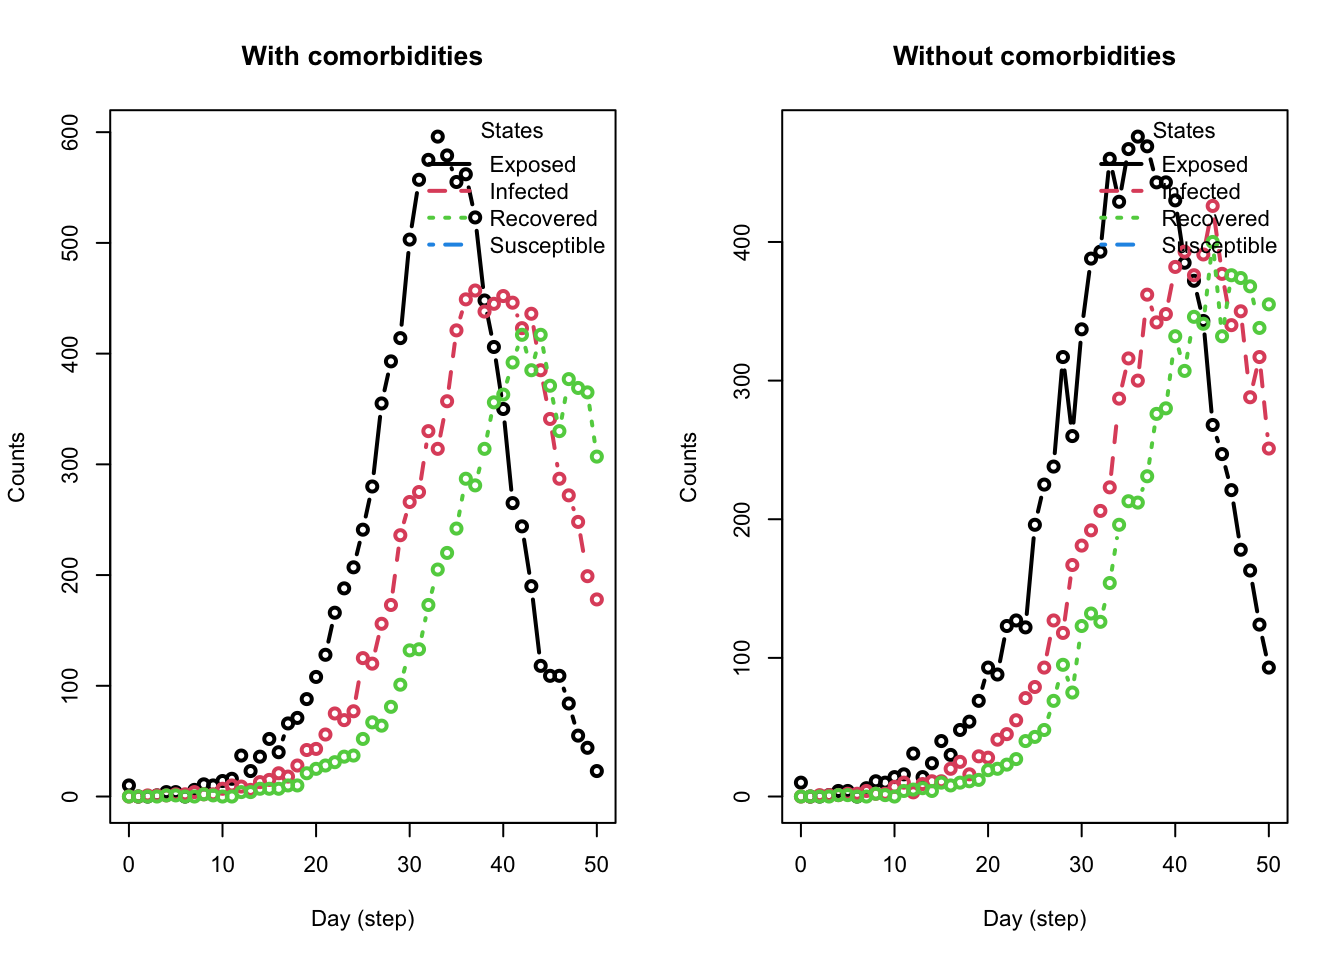 With comorbidities
Counts
600
500
400
300
200
100
0
States
Exposed
Infected
Recovered
Susceptible
0 10 20 30 40 50
Day (step)
Without comorbidities
Counts
400
300
200
100
0
States
Exposed
Infected
Recovered
Susceptible
0 10 20 30 40 50
Day (step)